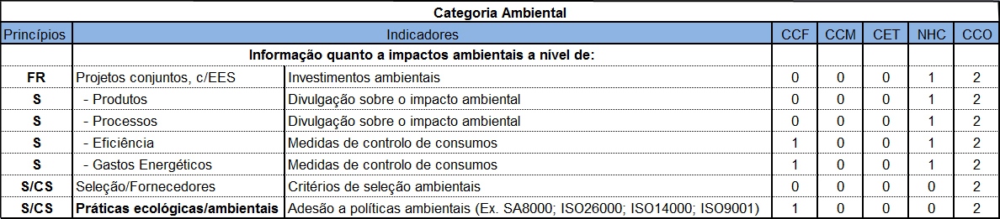 Categoria Ambiental
Princípios Indicadores CCF CCM CET NHC CCO
Informação quanto a impactos ambientais a nível de:
FR Projetos conjuntos, c/EES Investimentos ambientais 0 0 0 1 2
S - Produtos Divulgação sobre o impacto ambiental 0 0 0 1 2
S - Processos Divulgação sobre o impacto ambiental 0 0 0 1 2
S - Eficiência Medidas de controlo de consumos 1 0 0 1 2
S - Gastos Energéticos Medidas de controlo de consumos 1 0 0 1 2
S/CS Seleção/Fornecedores Critérios de seleção ambientais 0 0 0 0 2
S/CS Práticas ecológicas/ambientais Adesão a políticas ambientais (Ex. SA8000; ISO26000; ISO14000; ISO9001) 1 0 0 0 2